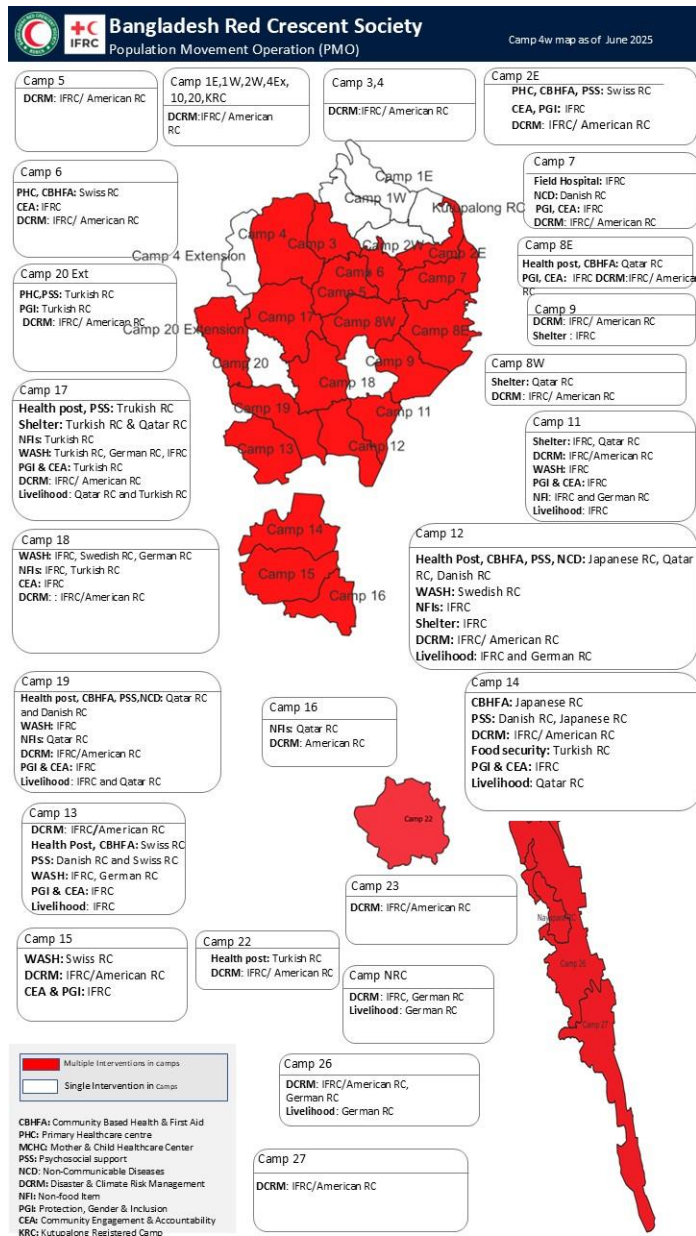 Bangladesh Red Crescent Society
IFRC
Population Movement Operation (PMO)
Camp 4w map as of June 2025
Camp 5
DCRM: IFRC/ American RC
Camp 1E,1W,2W,4Ex,
10,20,KRC
DCRM:IFRC/ American
RC
Camp 3,4
DCRM:IFRC/ American RC
Camp 2E
PHC, CBHFA, PSS: Swiss RC
CEA, PGI: IFRC
DCRM: IFRC/ American RC
Camp 6
PHC, CBHFA: Swiss RC
CEA: IFRC
DCRM: IFRC/ American RC
Camp 7
Field Hospital: IFRC
NCD: Danish RC
PGI, CEA: IFRC
DCRM: IFRC/ American RC
Camp 20 Ext
PHC,PSS: Turkish RC
PGI: Turkish RC
DCRM: IFRC/ American RC
Camp 8E
Health post, CBHFA: Qatar RC
PGI, CEA: IFRC DCRM:IFRC/ American
RC
Camp 9
DCRM: IFRC/ American RC
Shelter : IFRC
Camp 8W
Shelter: Qatar RC
DCRM: IFRC/ American RC
Camp 1E
Camp 1W
Kutupalong RC
Camp 2W
Camp 2E
Camp 4
Camp 3
Camp 4 Extension
Camp 6
Camp 7
Camp 5
Camp 17
Camp 8W
Camp 8E
Camp 20 Extension
Camp 20
Camp 9
Camp 18
Camp 19
Camp 11
Camp 13
Camp 12
Camp 14
Camp 15
Camp 16
Camp 17
Health post, PSS: Trukish RC
Shelter: Turkish RC & Qatar RC
NFIs: Turkish RC
WASH: Turkish RC, German RC, IFRC
PGI & CEA: Turkish RC
DCRM: IFRC/ American RC
Livelihood: Qatar RC and Turkish RC
Camp 11
Shelter: IFRC, Qatar RC
DCRM: IFRC/American RC
WASH: IFRC
PGI & CEA: IFRC
NFI: IFRC and German RC
Livelihood: IFRC
Camp 18
WASH: IFRC, Swedish RC, German RC
NFIs: IFRC, Turkish RC
CEA: IFRC
DCRM: : IFRC/American RC
Camp 12
Health Post, CBHFA, PSS, NCD: Japanese RC, Qatar
RC, Danish RC
WASH: Swedish RC
NFIs: IFRC
Shelter: IFRC
DCRM: IFRC/ American RC
Livelihood: IFRC and German RC
Camp 19
Health post, CBHFA, PSS,NCD: Qatar RC
and Danish RC
WASH: IFRC
NFIs: Qatar RC
DCRM: IFRC/American RC
PGI & CEA: IFRC
Livelihood: IFRC and Qatar RC
Camp 16
NFIs: Qatar RC
DCRM: American RC
Camp 14
CBHFA: Japanese RC
PSS: Danish RC, Japanese RC
DCRM: IFRC/ American RC
Food security: Turkish RC
PGI & CEA: IFRC
Livelihood: Qatar RC
Camp 13
DCRM: IFRC/American RC
Health Post, CBHFA: Swiss RC
PSS: Danish RC and Swiss RC
WASH: IFRC, German RC
PGI & CEA: IFRC
Livelihood: IFRC
Camp 22
Camp 23
DCRM: IFRC/American RC
Camp 15
WASH: Swiss RC
DCRM: IFRC/American RC
CEA & PGI: IFRC
Camp 22
Health post: Turkish RC
DCRM: IFRC/ American RC
Camp NRC
DCRM: IFRC, German RC
Livelihood: German RC
Camp 26
Camp 27
Camp 26
DCRM: IFRC/American RC,
German RC
Livelihood: German RC
Camp 27
DCRM: IFRC/American RC
Multiple Interventions in camps
Single Intervention in Camps
CBHFA: Community Based Health & First Aid
PHC: Primary Healthcare centre
MCHC: Mother & Child Healthcare Center
PSS: Psychosocial support
NCD: Non-Communicable Diseases
DCRM: Disaster & Climate Risk Management
NFI: Non-food Item
PGI: Protection, Gender & Inclusion
CEA: Community Engagement & Accountability
KRC: Kutupalong Registered Camp